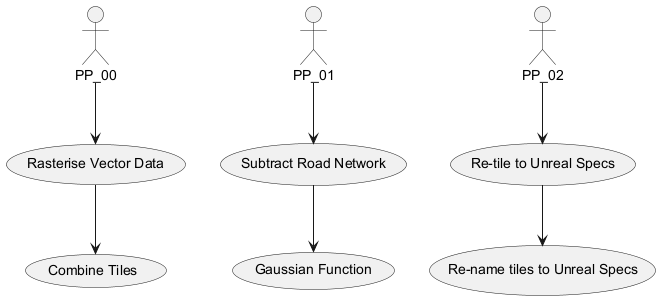 PP_00
PP_01
PP_02
Rasterise Vector Data
Subtract Road Network
Re-tile to Unreal Specs
Combine Tiles
Gaussian Function
Re-name tiles to Unreal Specs